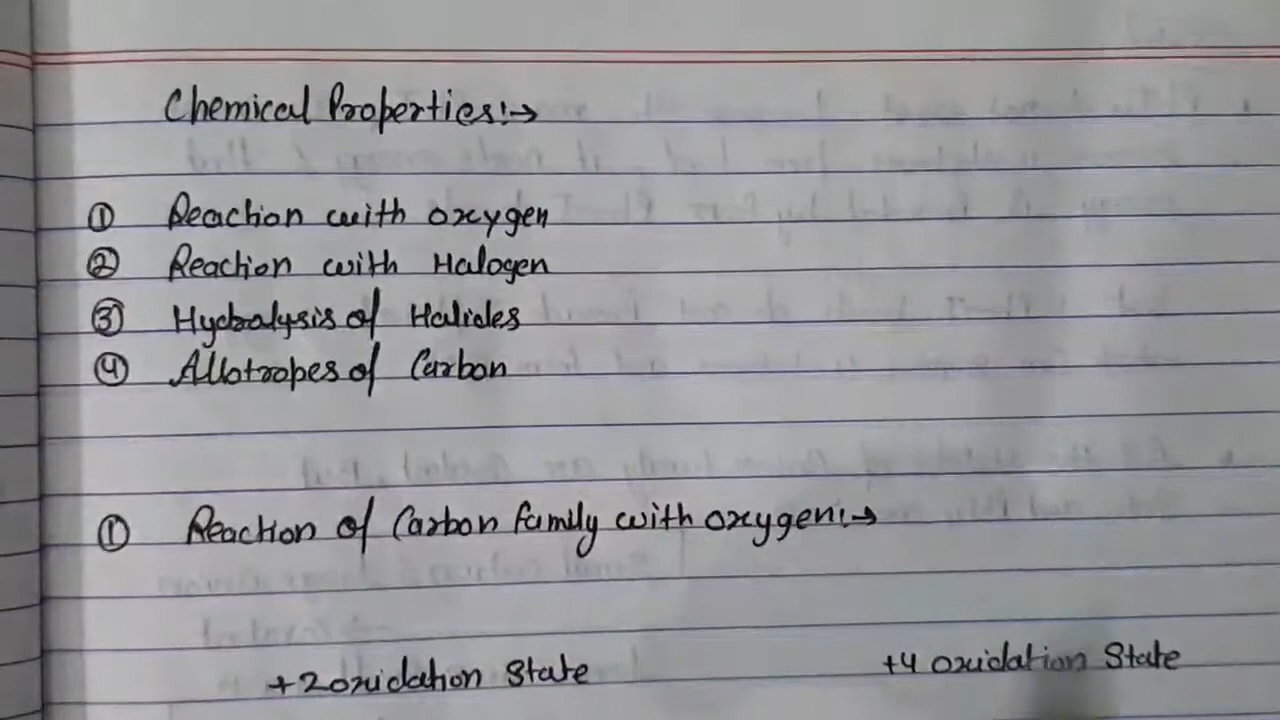 Chemical Properties:→
① Reaction with oxygen
② Reaction with Halogen
③ Hydrolysis of Halides
④ Allotropes of Carbon
① Reaction of Carbon family with oxygen:→
+2 oxidation State +4 oxidation State